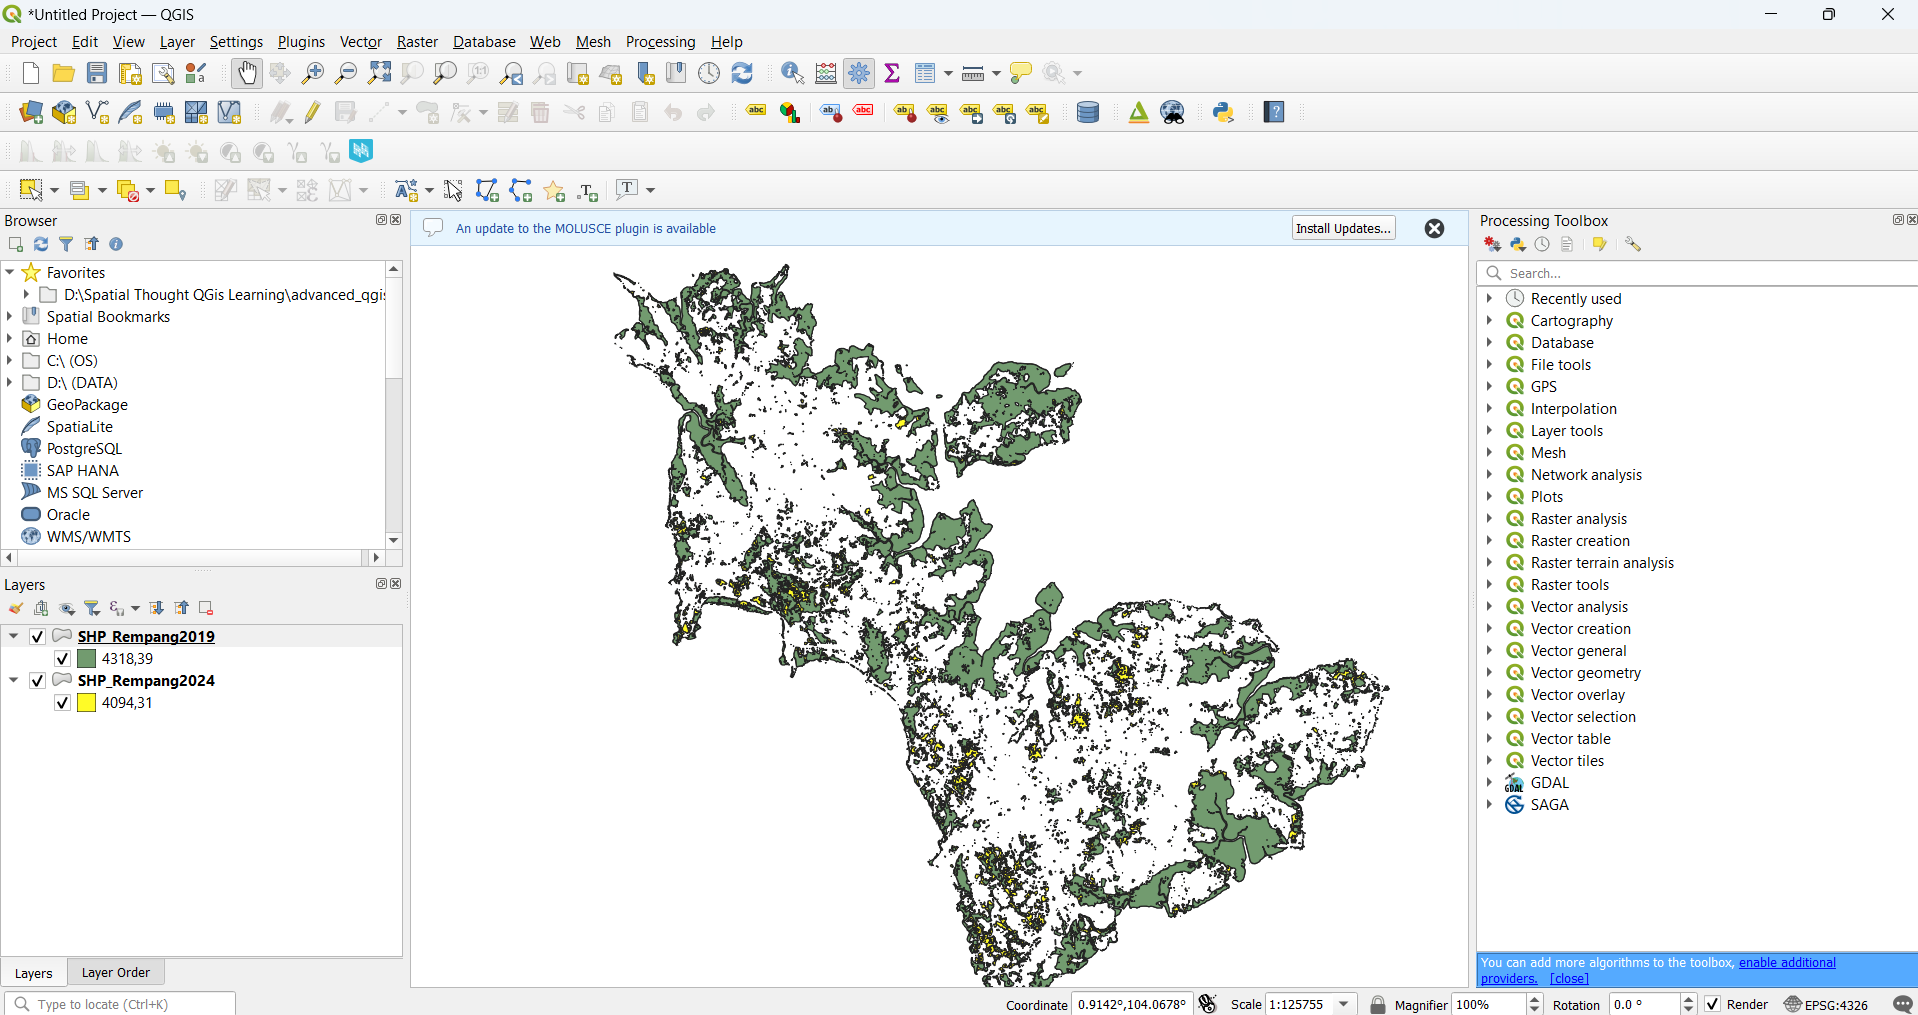 *Untitled Project — QGIS
Project Edit View Layer Settings Plugins Vector Raster Database Web Mesh Processing Help
Browser
Favorites
D:\Spatial Thought QGis Learning\advanced_qgi
Spatial Bookmarks
Home
C:\ (OS)
D:\ (DATA)
GeoPackage
SpatiaLite
PostgreSQL
SAP HANA
MS SQL Server
Oracle
WMS/WMTS
Layers
SHP_Rempang2019
4318,39
SHP_Rempang2024
4094,31
Layers Layer Order
Type to locate (Ctrl+K)
An update to the MOLUSCE plugin is available Install Updates...
Processing Toolbox
Search...
Recently used
Cartography
Database
File tools
GPS
Interpolation
Layer tools
Mesh
Network analysis
Plots
Raster analysis
Raster creation
Raster terrain analysis
Raster tools
Vector analysis
Vector creation
Vector general
Vector geometry
Vector overlay
Vector selection
Vector table
Vector tiles
GDAL
SAGA
You can add more algorithms to the toolbox, enable additional
providers. [close]
Coordinate 0.9142°,104.0678° Scale 1:125755 Magnifier 100% Rotation 0.0 ° Render EPSG:4326